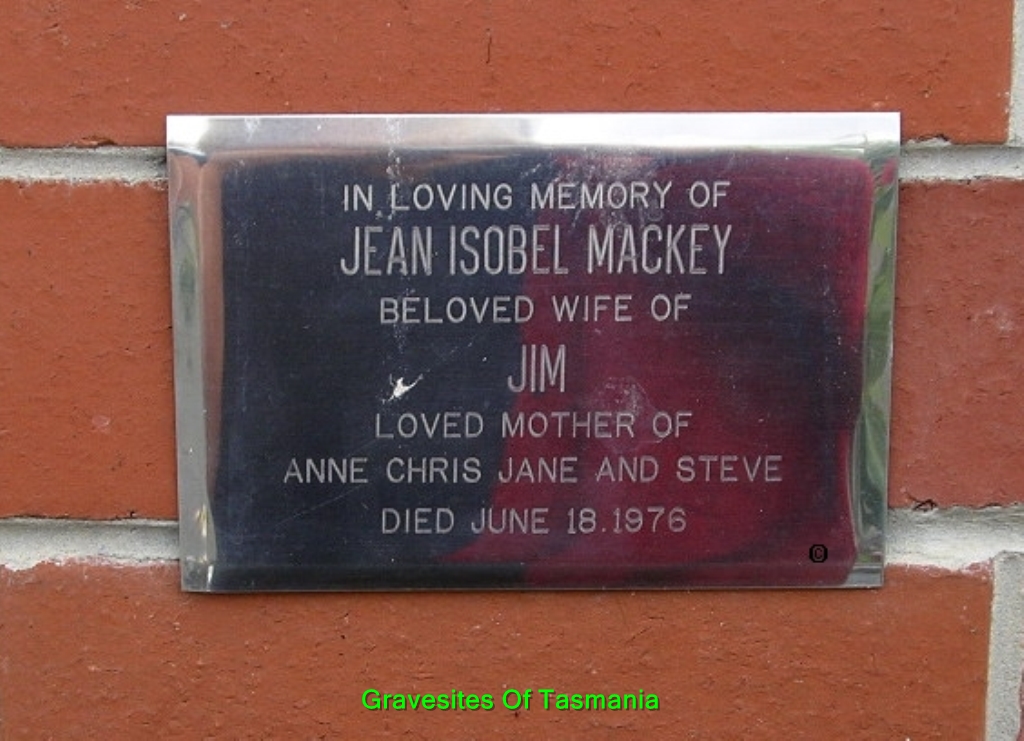 IN LOVING MEMORY OF
JEAN ISOBEL MACKEY
BELOVED WIFE OF
JIM
LOVED MOTHER OF
ANNE CHRIS JANE AND STEVE
DIED JUNE 18.1976
©
Gravesites Of Tasmania